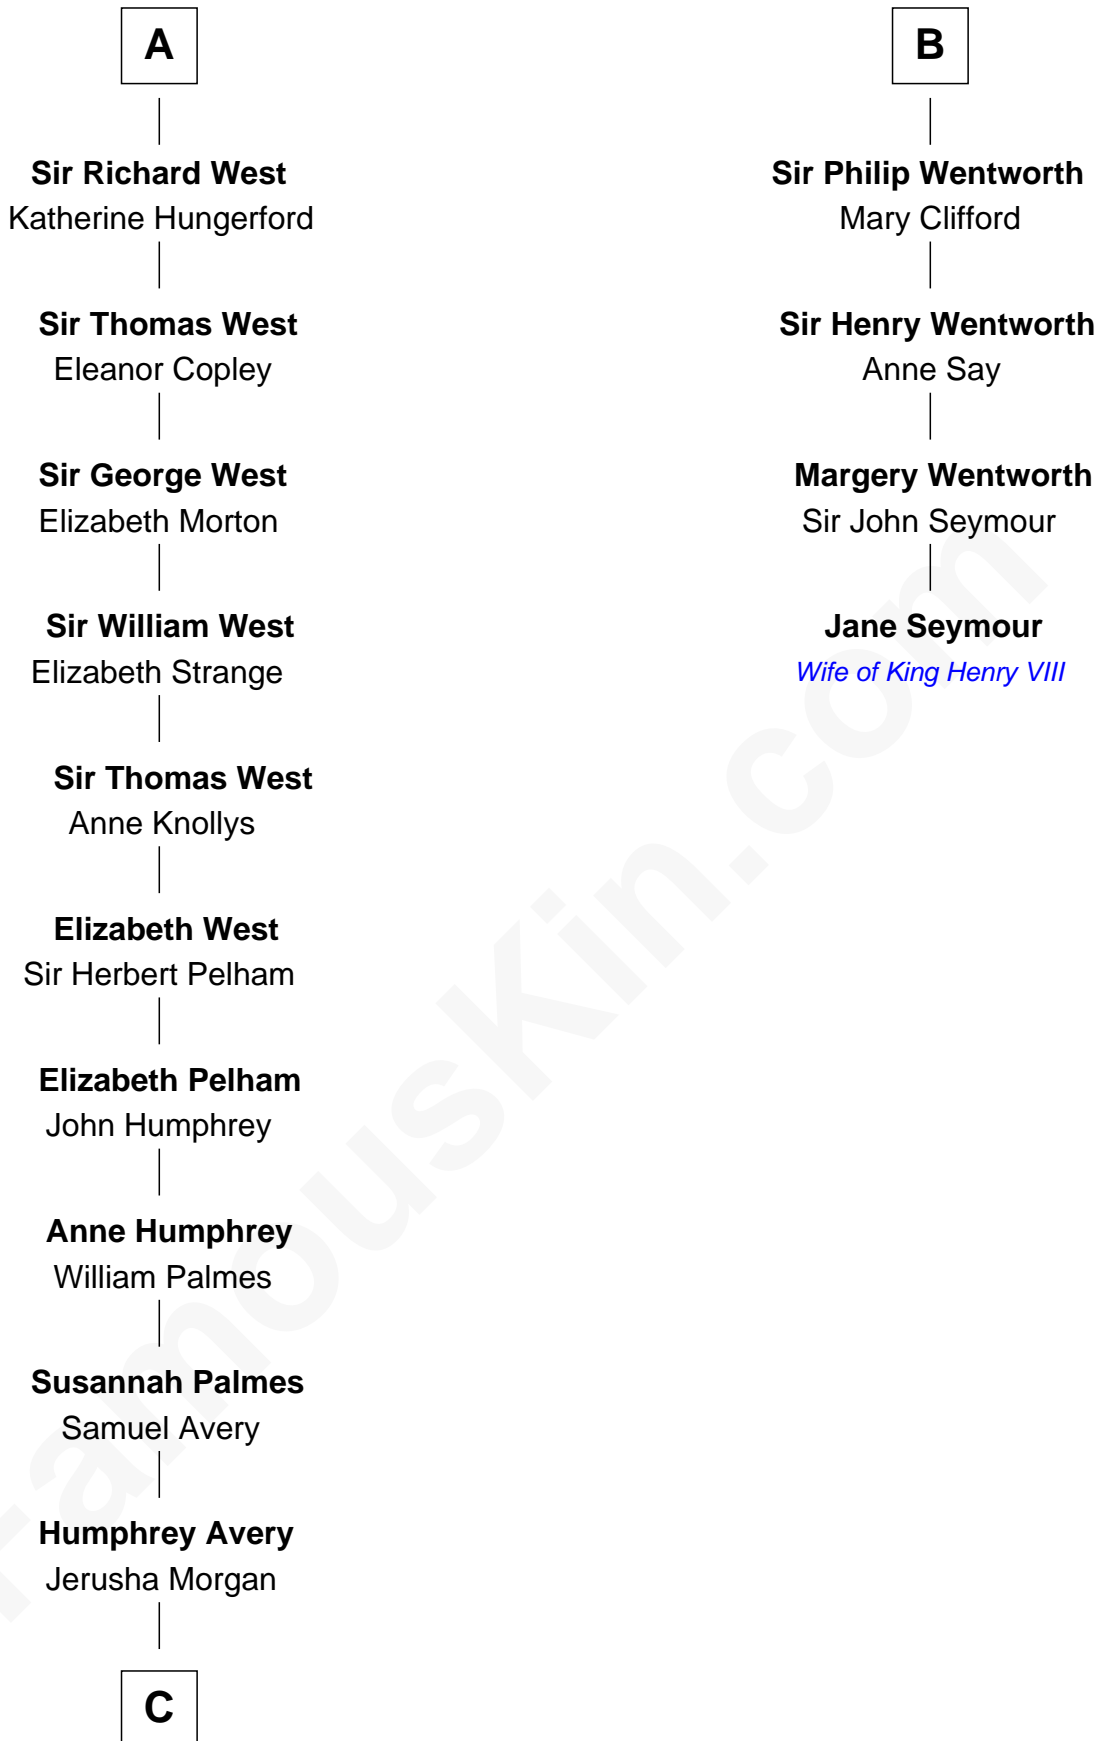 A
Sir Richard West
Katherine Hungerford
Sir Thomas West
Eleanor Copley
Sir George West
Elizabeth Morton
Sir William West
Elizabeth Strange
Sir Thomas West
Anne Knollys
Elizabeth West
Sir Herbert Pelham
Elizabeth Pelham
John Humphrey
Anne Humphrey
William Palmes
Susannah Palmes
Samuel Avery
Humphrey Avery
Jerusha Morgan
C
B
Sir Philip Wentworth
Mary Clifford
Sir Henry Wentworth
Anne Say
Margery Wentworth
Sir John Seymour
Jane Seymour
Wife of King Henry VIII
FamousKin.com